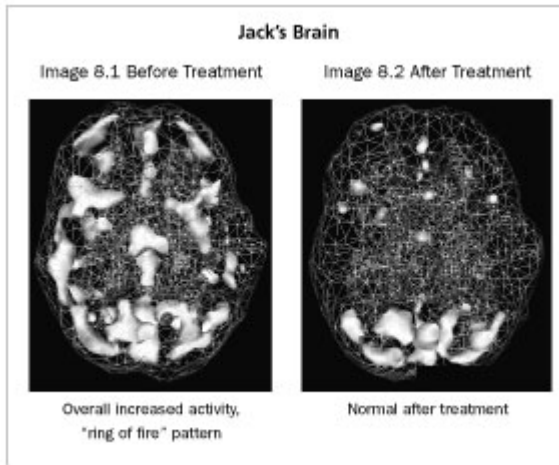 Jack's Brain
Image 8.1 Before Treatment
Image 8.2 After Treatment
Overall increased activity,
"ring of fire" pattern
Normal after treatment